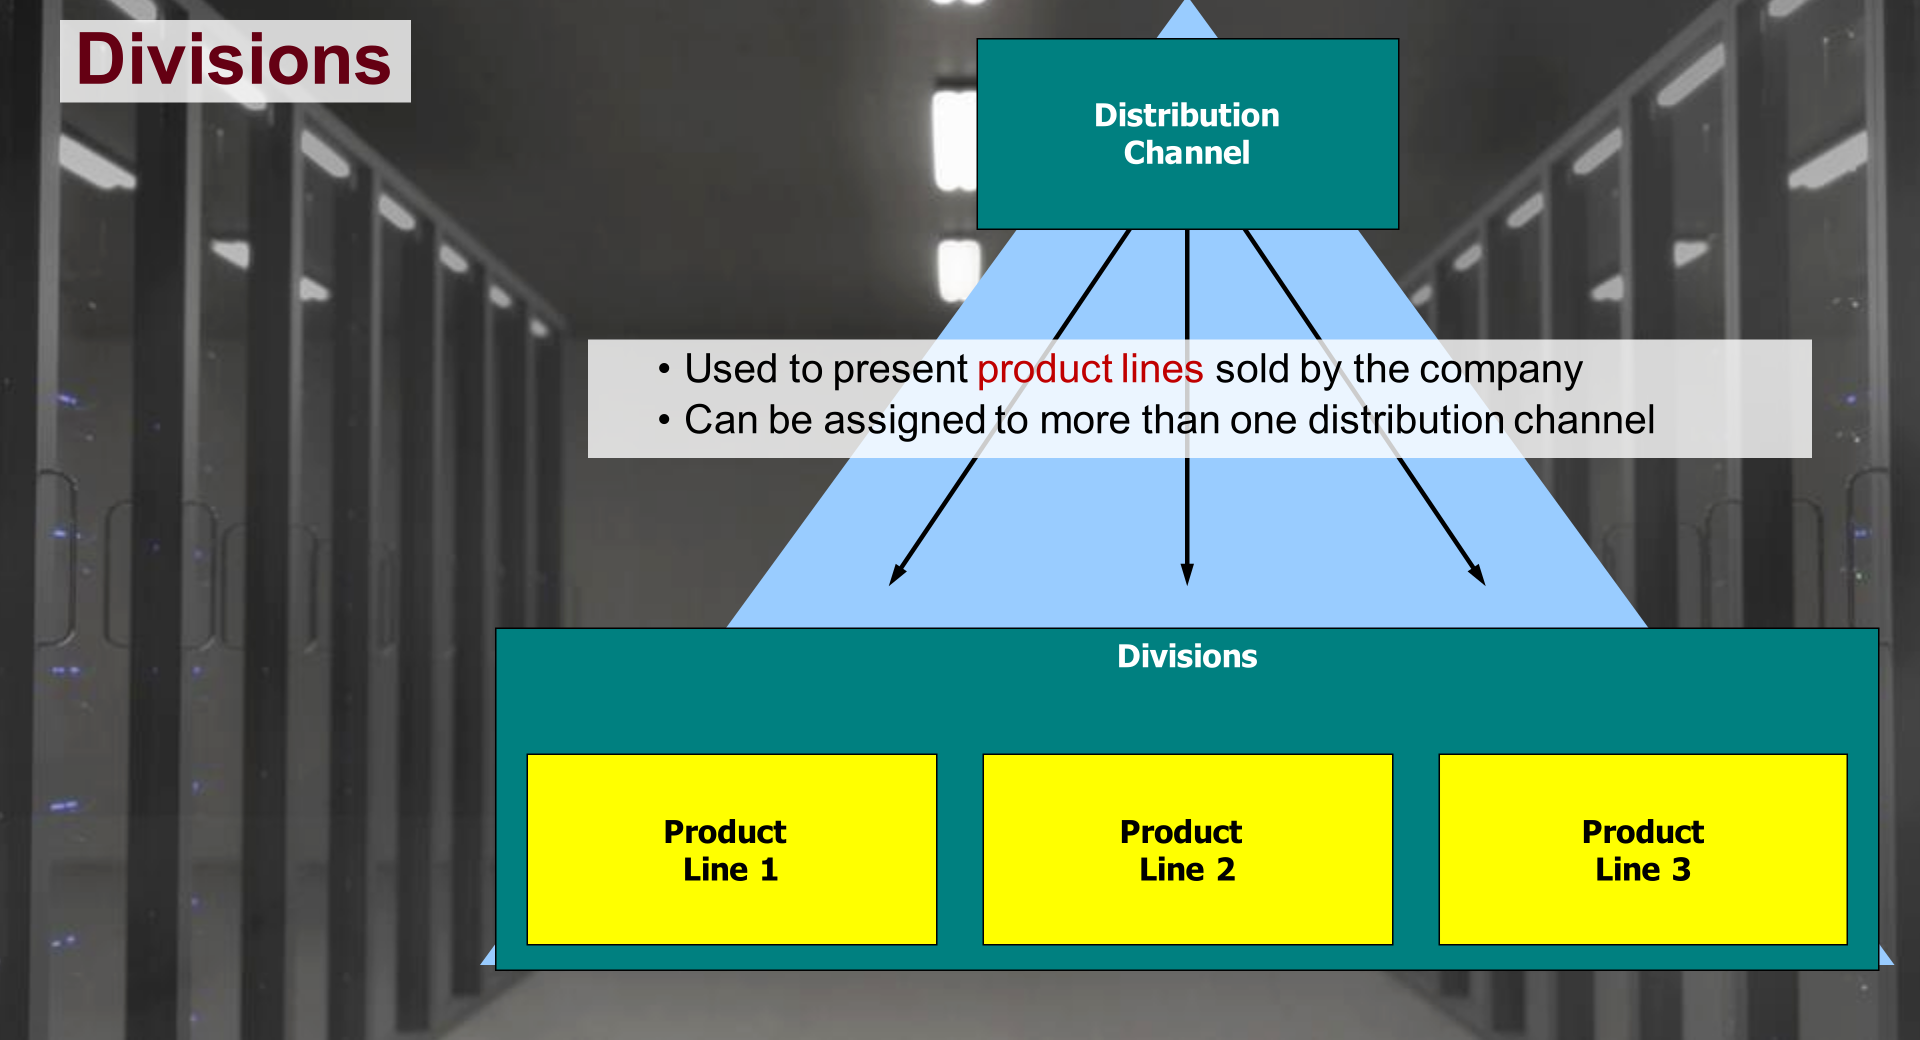 Divisions
Distribution
Channel
• Used to present product lines sold by the company
• Can be assigned to more than one distribution channel
Divisions
Product
Line 1
Product
Line 2
Product
Line 3